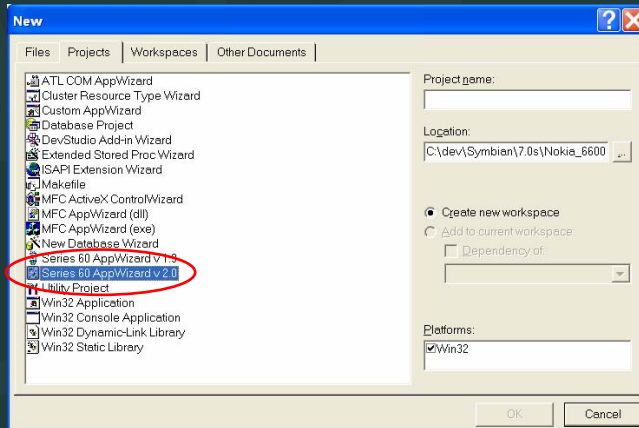 New
Files
Projects
Workspaces
Other Documents
ATL COM AppWizard
Cluster Resource Type Wizard
Custom AppWizard
Database Project
DevStudio Add-in Wizard
Extended Stored Proc Wizard
ISAPI Extension Wizard
Makefile
MFC ActiveX ControlWizard
MFC AppWizard (dll)
MFC AppWizard (exe)
New Database Wizard
Series 60 AppWizard v 1.9
Series 60 AppWizard v 2.0
Utility Project
Win32 Application
Win32 Console Application
Win32 Dynamic-Link Library
Win32 Static Library
Project name:
Location:
C:\dev\Symbian\7.0s\Nokia_6600
...
Create new workspace
Add to current workspace
Dependency of:
Platforms:
Win32
OK
Cancel